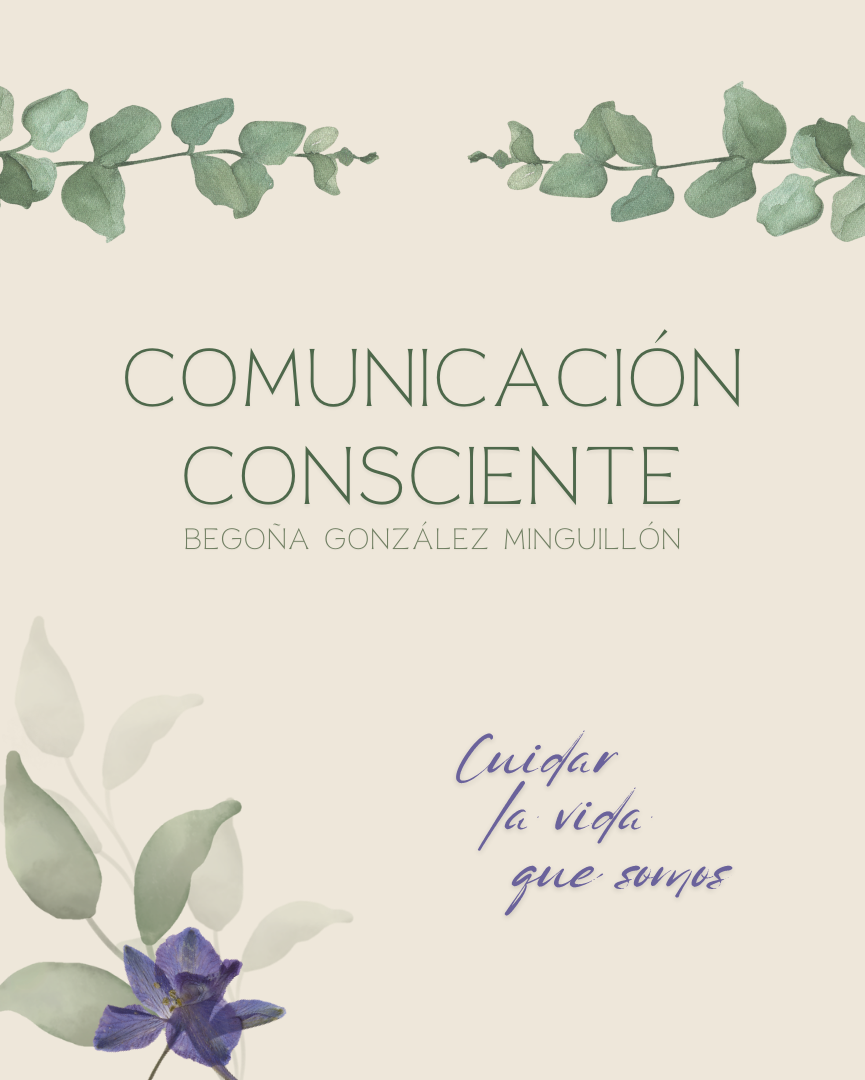 COMUNICACIÓN
CONSCIENTE
BEGOÑA GONZÁLEZ MINGUILLÓN
Cuidar
la vida
que somos